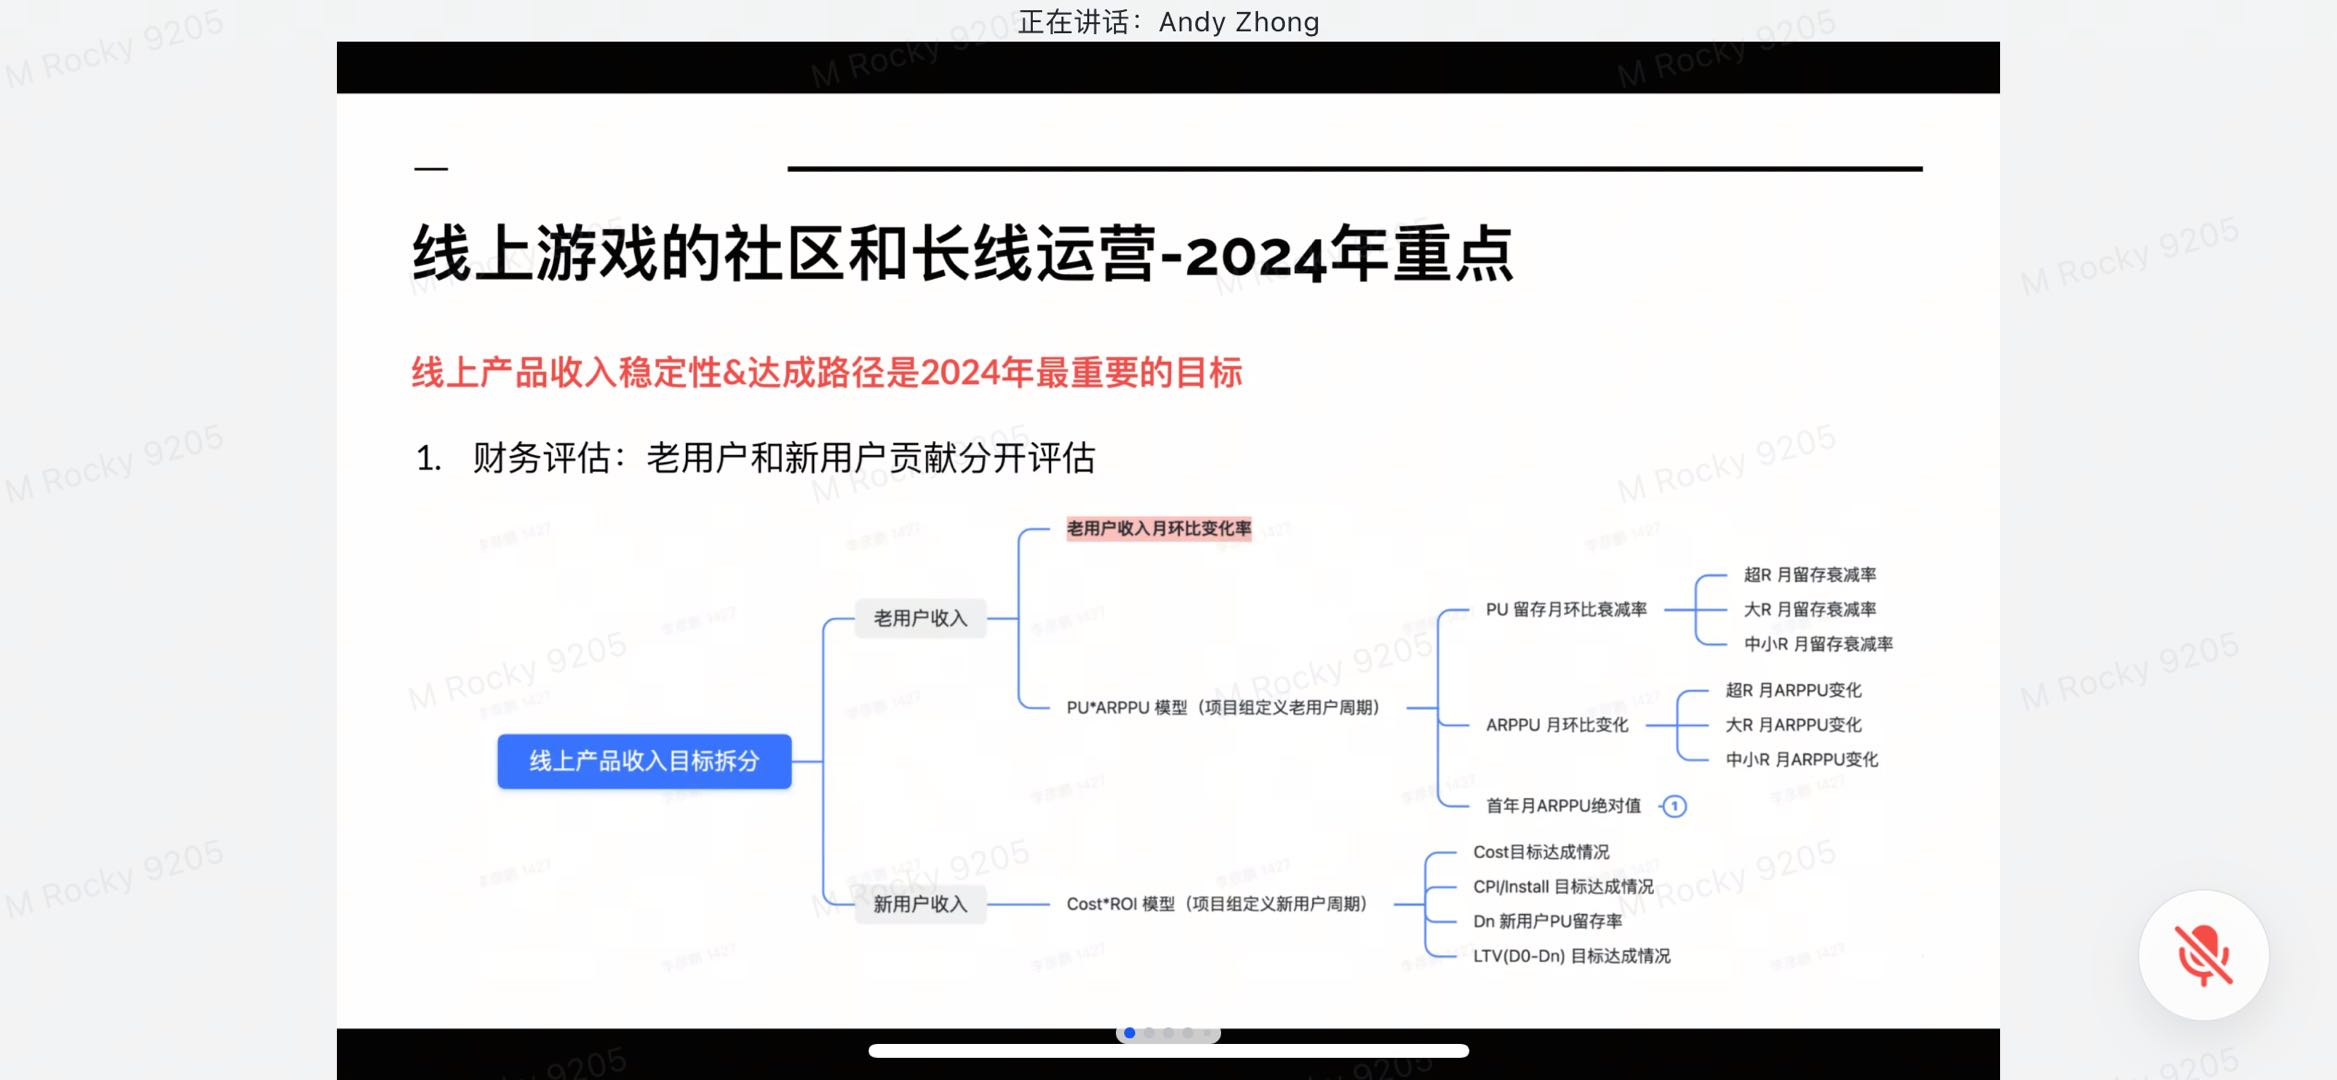 正在讲话：Andy Zhong
线上游戏的社区和长线运营-2024年重点
线上产品收入稳定性&达成路径是2024年最重要的目标
1. 财务评估：老用户和新用户贡献分开评估
线上产品收入目标拆分
老用户收入
老用户收入月环比变化率
PU*ARPPU 模型（项目组定义老用户周期）
PU 留存月环比衰减率
超R 月留存衰减率
大R 月留存衰减率
中小R 月留存衰减率
ARPPU 月环比变化
超R 月ARPPU变化
大R 月ARPPU变化
中小R 月ARPPU变化
首年月ARPPU绝对值
1
新用户收入
Cost*ROI 模型（项目组定义新用户周期）
Cost目标达成情况
CPI/Install 目标达成情况
Dn 新用户PU留存率
LTV(D0-Dn) 目标达成情况
M Rocky 9205